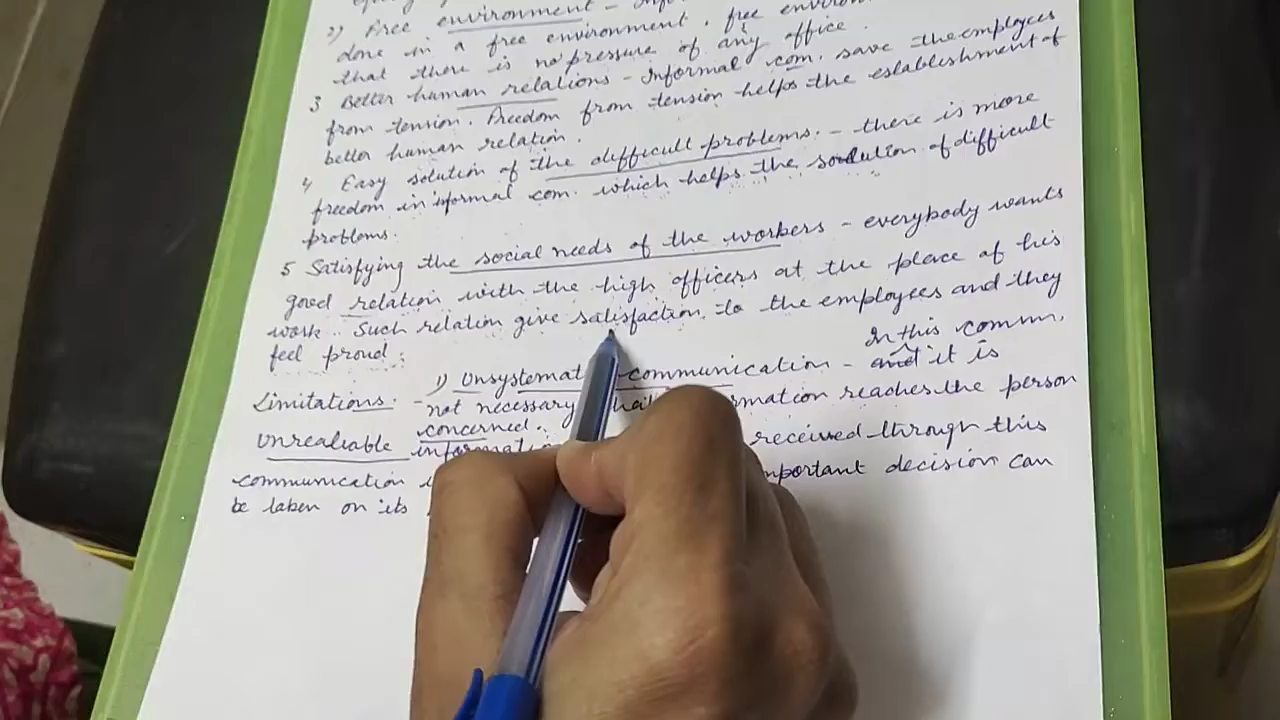 2) Free environment -
done in a free environment. free
that there is no pressure of any office.
3 Better human relations - Informal com. save the employees
from tension. Freedom from tension helps the establishment of
better human relation.
4 Easy solution of the difficult problems. - there is more
freedom in informal com. which helps the solution of difficult
problems.
5 Satisfying the social needs of the workers - everybody wants
good relation with the high officers at the place of his
work. Such relation give satisfaction to the employees and they
feel proud.
In this comm.
Limitations. - 1) Unsystemat communication - and it is
not necessary rmation reaches the person
concerned.
Unrealiable informati received through this
communication mportant decision can
be taken on its